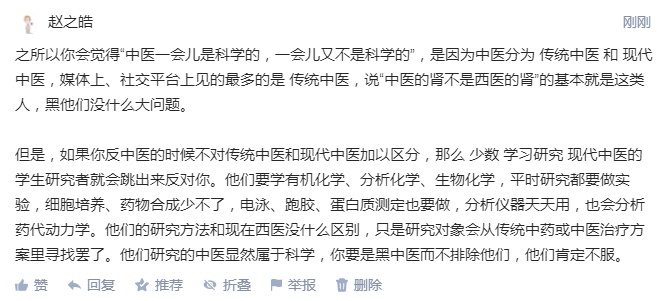 赵之皓
刚刚
之所以你会觉得“中医一会儿是科学的，一会儿又不是科学的”，是因为中医分为 传统中医 和 现代
中医，媒体上、社交平台上见的最多的是 传统中医，说“中医的肾不是西医的肾”的基本就是这类
人，黑他们没什么大问题。
但是，如果你反中医的时候不对传统中医和现代中医加以区分，那么 少数 学习研究 现代中医的
学生研究者就会跳出来反对你。他们要学有机化学、分析化学、生物化学，平时研究都要做实
验，细胞培养、药物合成少不了，电泳、跑胶、蛋白质测定也要做，分析仪器天天用，也会分析
药代动力学。他们的研究方法和现在西医没什么区别，只是研究对象会从传统中药或中医治疗方
案里寻找罢了。他们研究的中医显然属于科学，你要是黑中医而不排除他们，他们肯定不服。
赞 回复 推荐 折叠 举报 删除